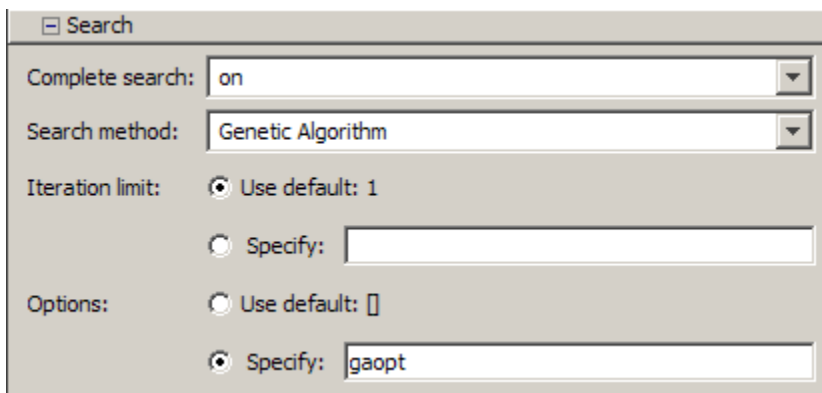 Search
Complete search: on
Search method: Genetic Algorithm
Iteration limit: Use default: 1
Specify:
Options: Use default: []
Specify: gaopt